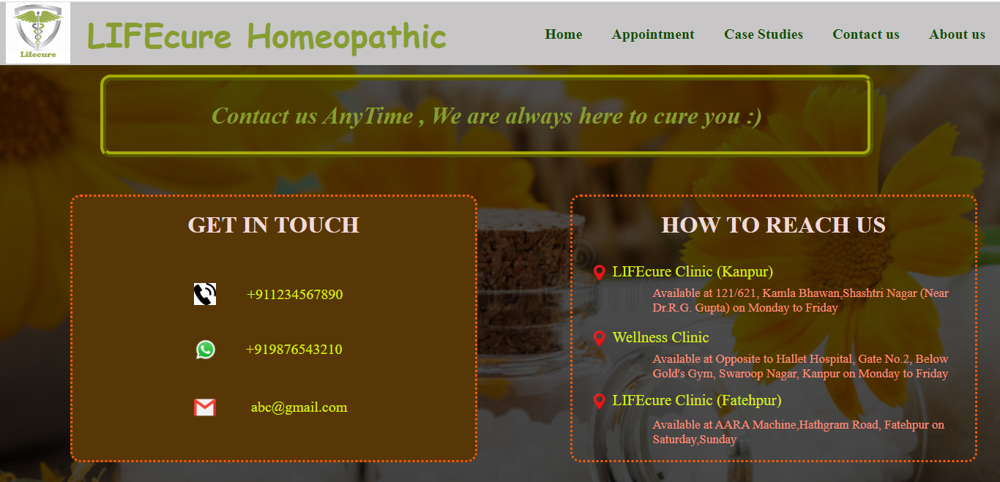 Lifecure
LIFEcure Homeopathic
Home
Appointment
Case Studies
Contact us
About us
Contact us AnyTime , We are always here to cure you :)
GET IN TOUCH
+911234567890
+919876543210
abc@gmail.com
HOW TO REACH US
LIFEcure Clinic (Kanpur)
Available at 121/621, Kamla Bhawan,Shashtri Nagar (Near
Dr.R.G. Gupta) on Monday to Friday
Wellness Clinic
Available at Opposite to Hallet Hospital, Gate No.2, Below
Gold's Gym, Swaroop Nagar, Kanpur on Monday to Friday
LIFEcure Clinic (Fatehpur)
Available at AARA Machine,Hathgram Road, Fatehpur on
Saturday,Sunday